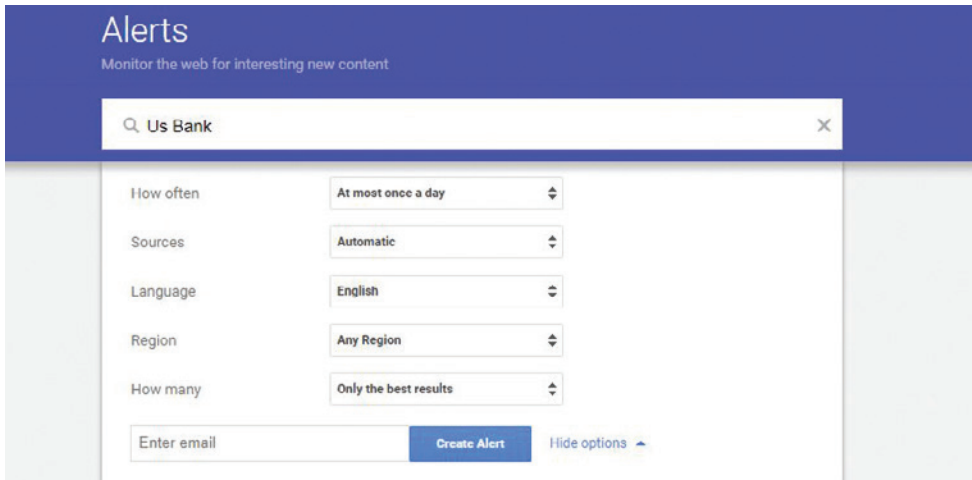 Alerts
Monitor the web for interesting new content
Us Bank
How often At most once a day
Sources Automatic
Language English
Region Any Region
How many Only the best results
Enter email Create Alert Hide options